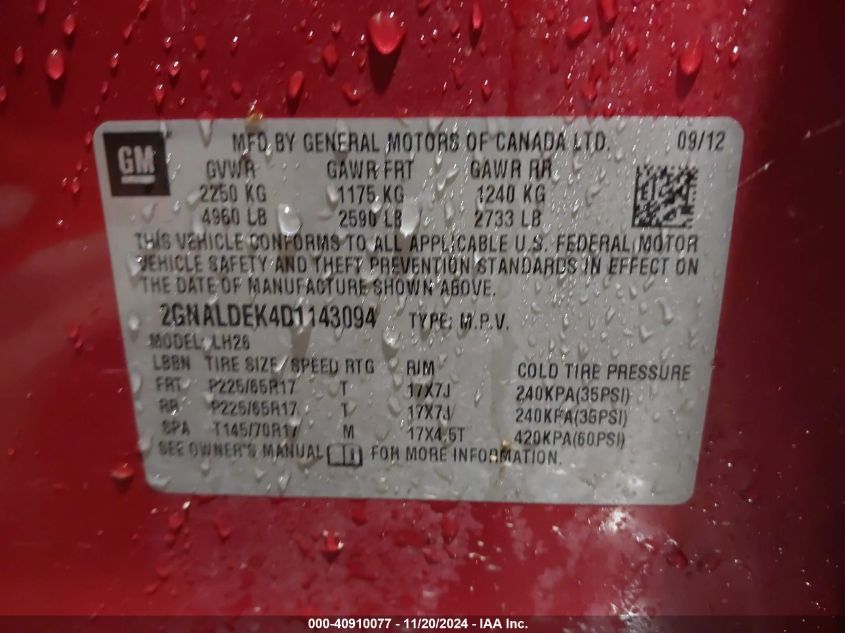 GM
MFD BY GENERAL MOTORS OF CANADA LTD. 09/12
GVWR GAWR FRT GAWR RR
2250 KG 1175 KG 1240 KG
4960 LB 2590 LB 2733 LB
THIS VEHICLE CONFORMS TO ALL APPLICABLE U.S. FEDERAL MOTOR
VEHICLE SAFETY AND THEFT PREVENTION STANDARDS IN EFFECT ON
THE DATE OF MANUFACTURE SHOWN ABOVE.
2GNALDEK4D1143094 TYPE: M.P.V.
MODEL: LH26
LBBN TIRE SIZE SPEED RTG RIM COLD TIRE PRESSURE
FRT P225/65R17 T 17X7J 240KPA(35PSI)
RR P225/65R17 T 17X7J 240KPA(35PSI)
SPA T145/70R17 M 17X4.5T 420KPA(60PSI)
SEE OWNER'S MANUAL FOR MORE INFORMATION.
000-40910077 - 11/20/2024 - IAA Inc.